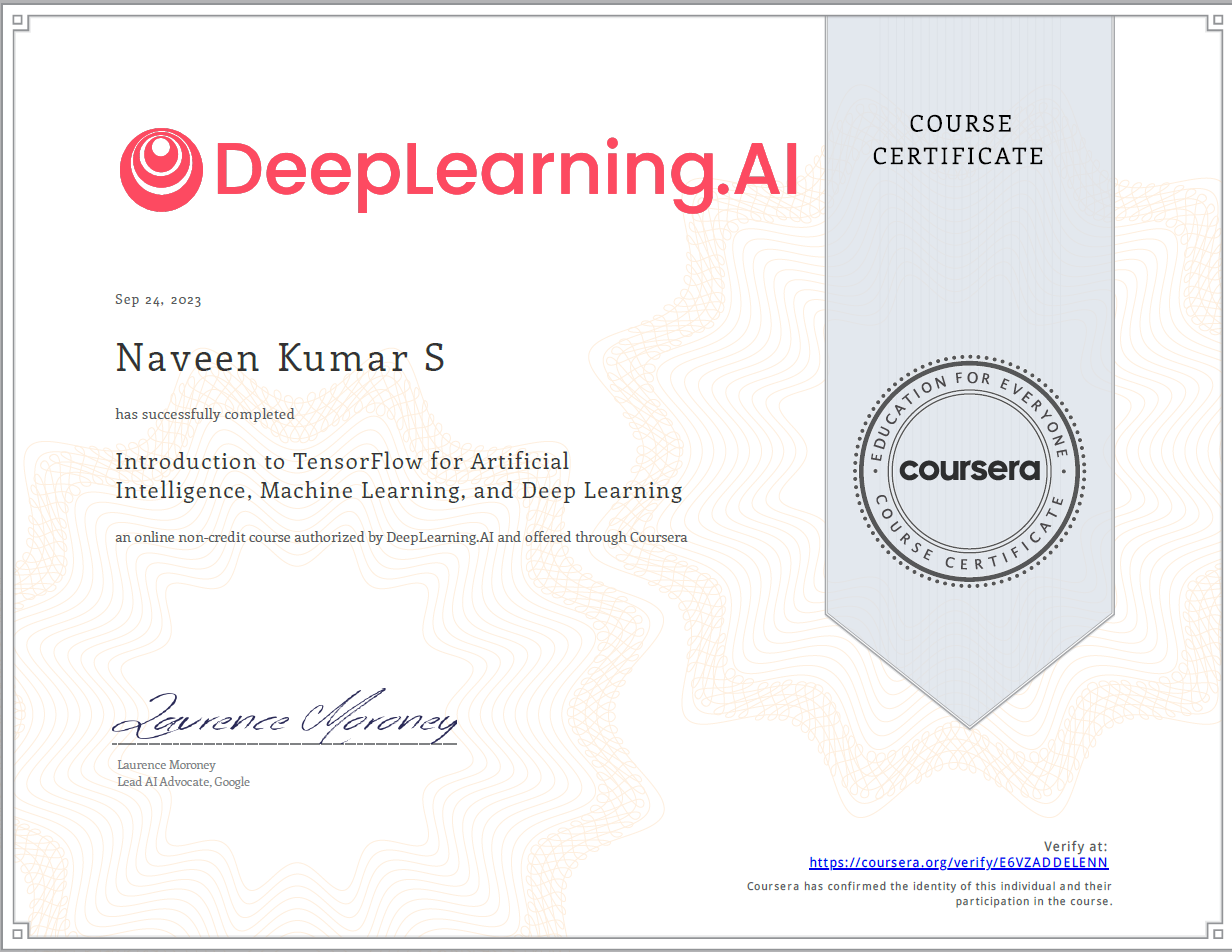 DeepLearning.AI
COURSE
CERTIFICATE
Sep 24, 2023
Naveen Kumar S
has successfully completed
Introduction to TensorFlow for Artificial
Intelligence, Machine Learning, and Deep Learning
an online non-credit course authorized by DeepLearning.AI and offered through Coursera
EDUCATION FOR EVERYONE
coursera
COURSE CERTIFICATE
Laurence Moroney
Laurence Moroney
Lead AI Advocate, Google
Verify at:
https://coursera.org/verify/E6VZADDELENN
Coursera has confirmed the identity of this individual and their
participation in the course.